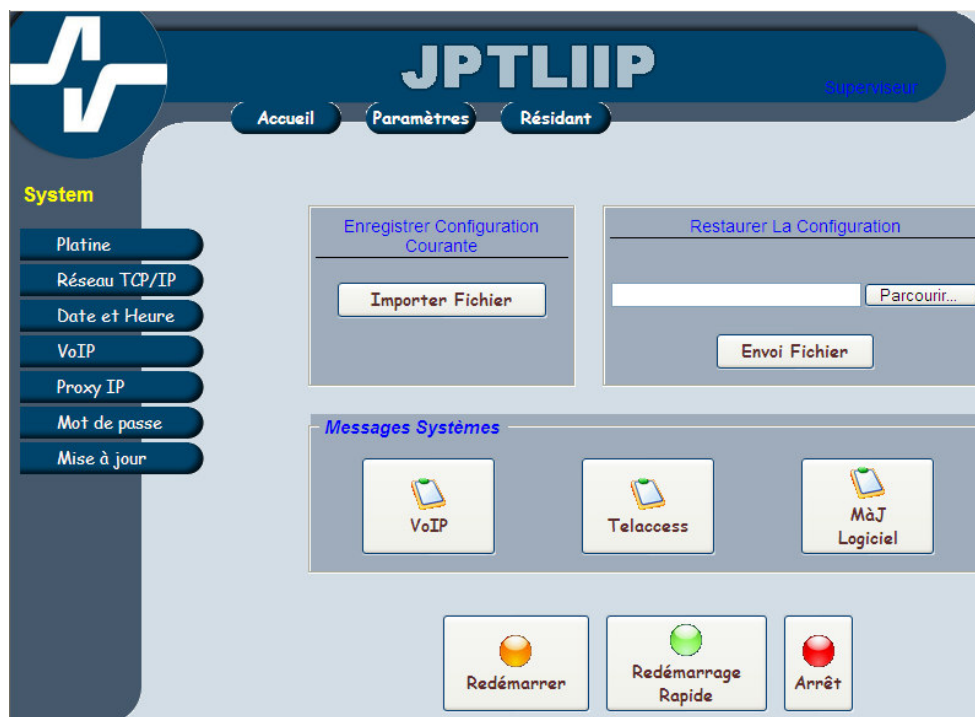 JPTLIIP
Superviseur
Accueil
Paramètres
Résidant
System
Platine
Réseau TCP/IP
Date et Heure
VoIP
Proxy IP
Mot de passe
Mise à jour
Enregistrer Configuration
Courante
Importer Fichier
Restaurer La Configuration
Parcourir...
Envoi Fichier
Messages Systèmes
VoIP
Telaccess
MàJ
Logiciel
Redémarrer
Redémarrage
Rapide
Arrêt